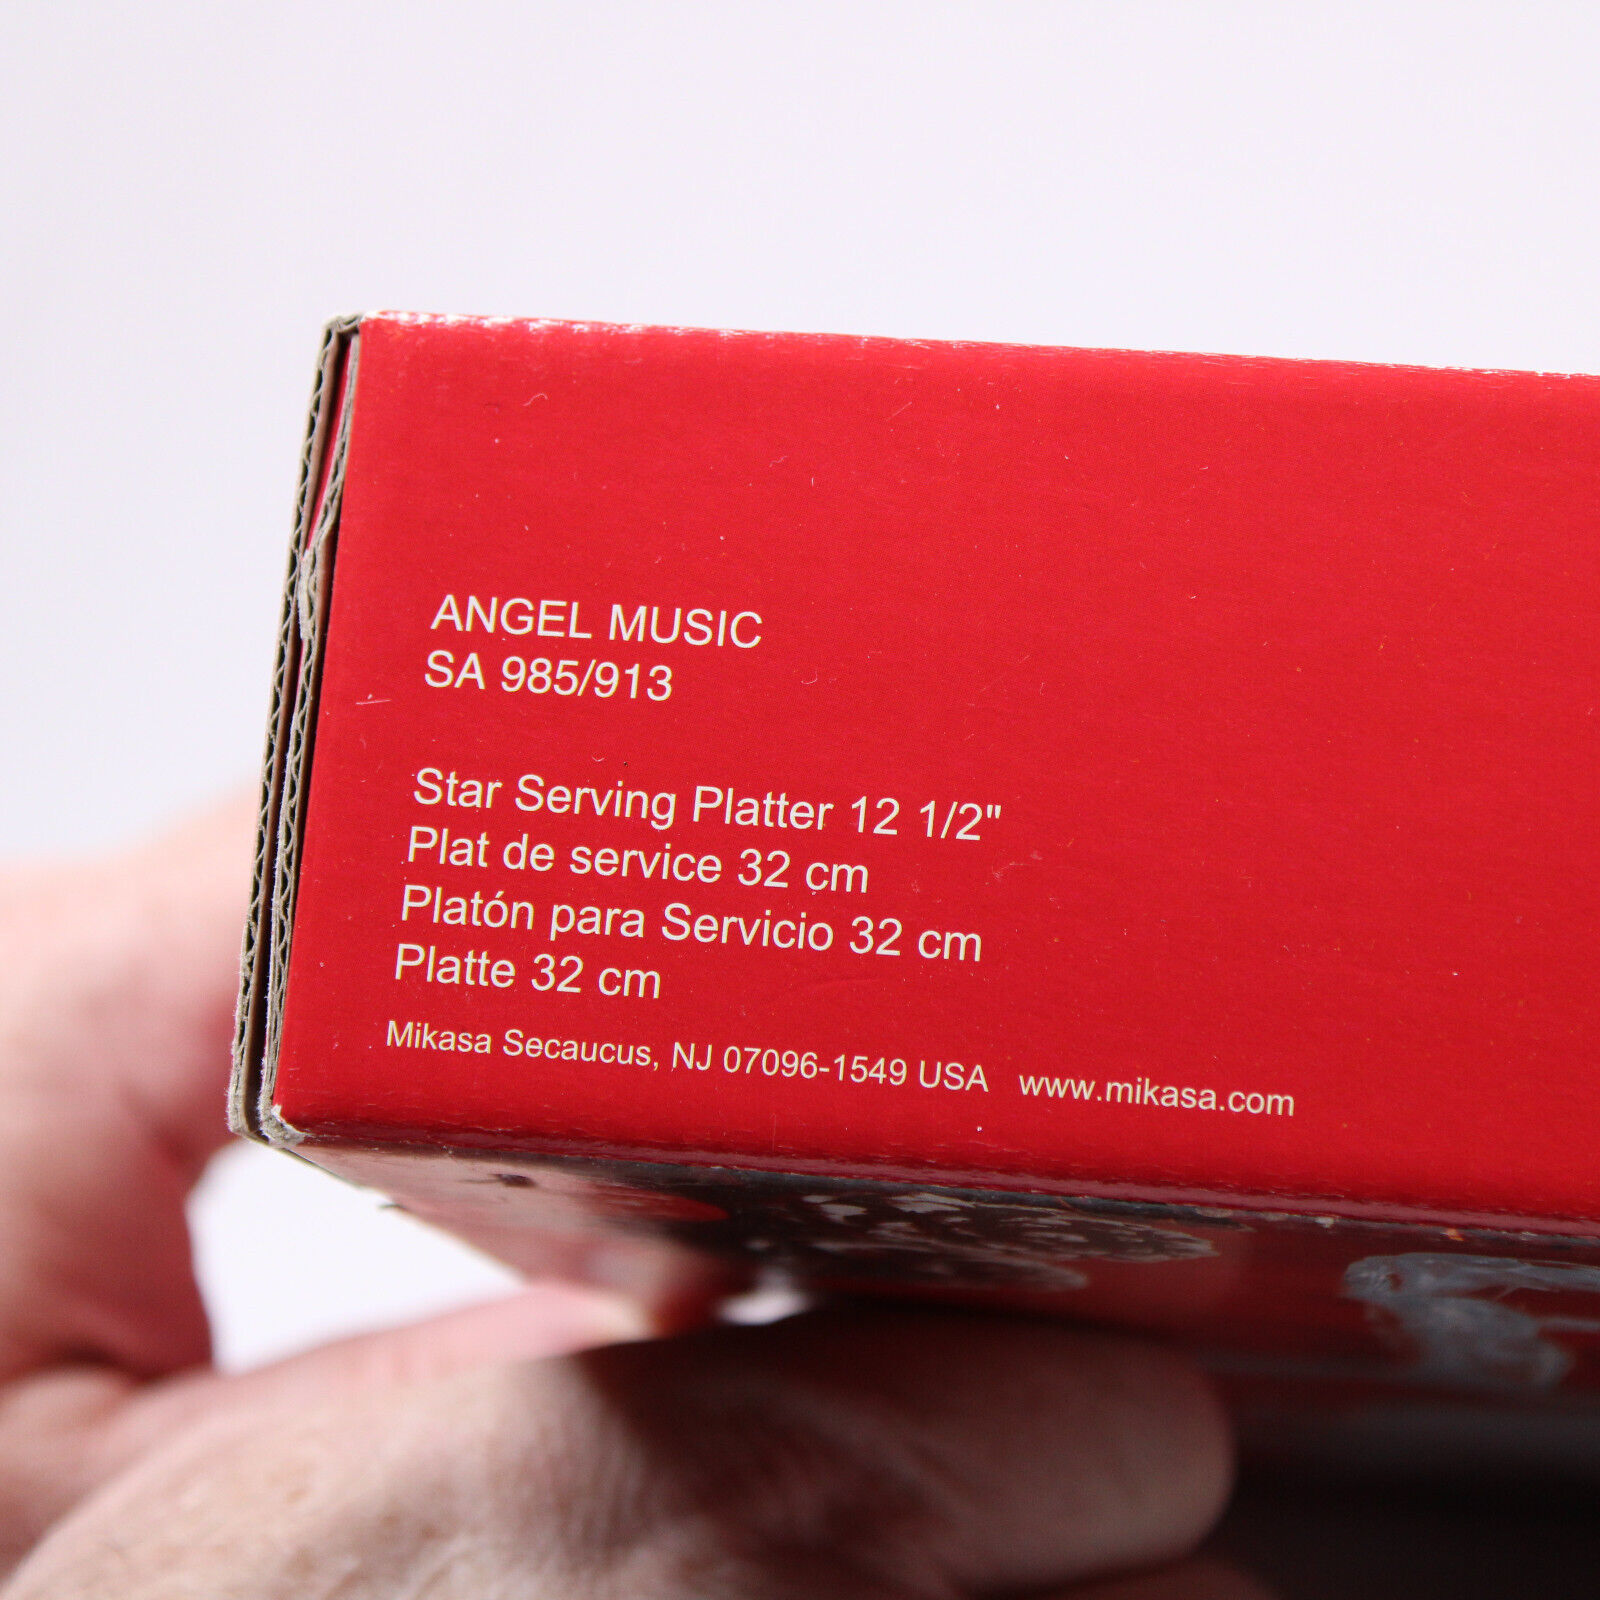 ANGEL MUSIC
SA 985/913
Star Serving Platter 12 1/2"
Plat de service 32 cm
Platón para Servicio 32 cm
Platte 32 cm
Mikasa Secaucus, NJ 07096-1549 USA www.mikasa.com